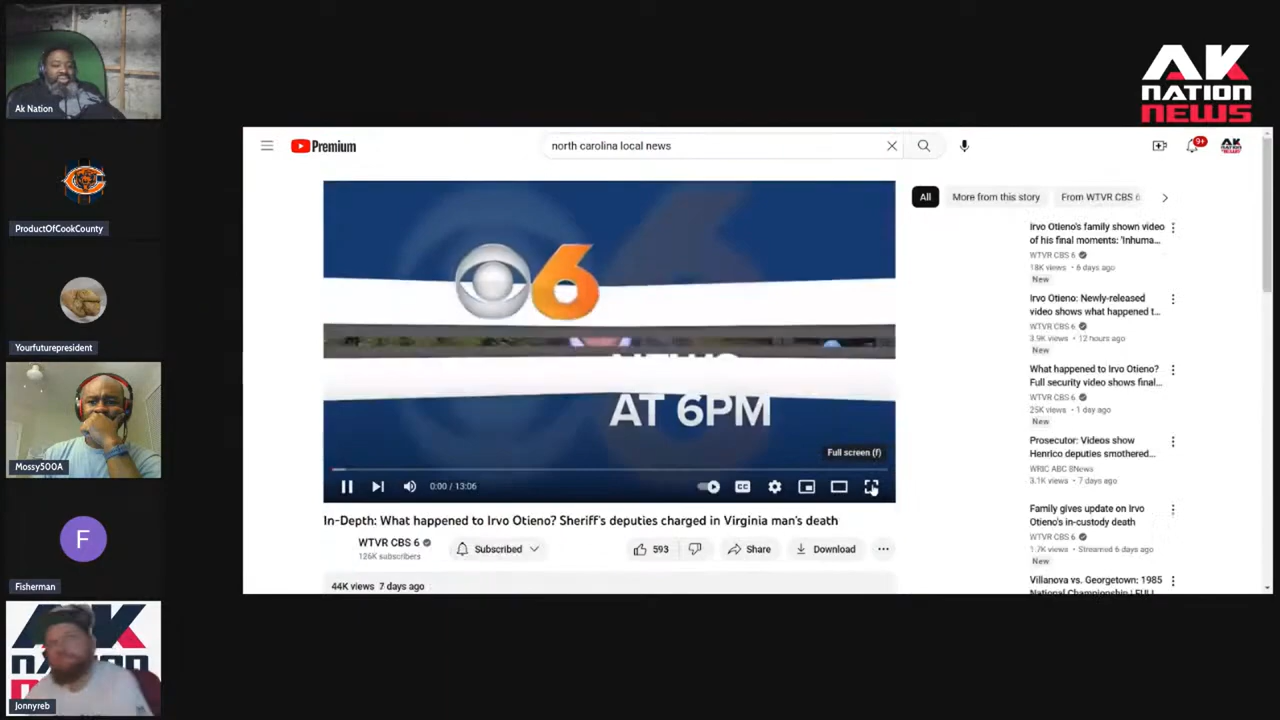 Ak Nation
ProductOfCookCounty
Yourfuturepresident
Mossy500A
F
Fisherman
AK
NATION
Jonnyreb
AK
NATION
NEWS
Premium
north carolina local news
9+
6
NEWS
AT 6PM
Full screen (f)
0:00 / 13:06
CC
In-Depth: What happened to Irvo Otieno? Sheriff's deputies charged in Virginia man's death
WTVR CBS 6
126K subscribers
Subscribed
593
Share
Download
44K views 7 days ago
All
More from this story
From WTVR CBS 6
Irvo Otieno's family shown video
of his final moments: 'Inhuma...
WTVR CBS 6
18K views • 6 days ago
New
Irvo Otieno: Newly-released
video shows what happened t...
WTVR CBS 6
3.9K views • 12 hours ago
New
What happened to Irvo Otieno?
Full security video shows final...
WTVR CBS 6
25K views • 1 day ago
New
Prosecutor: Videos show
Henrico deputies smothered...
WRIC ABC 8News
3.1K views • 7 days ago
Family gives update on Irvo
Otieno's in-custody death
WTVR CBS 6
1.7K views • Streamed 6 days ago
New
Villanova vs. Georgetown: 1985
National Championship | FULL